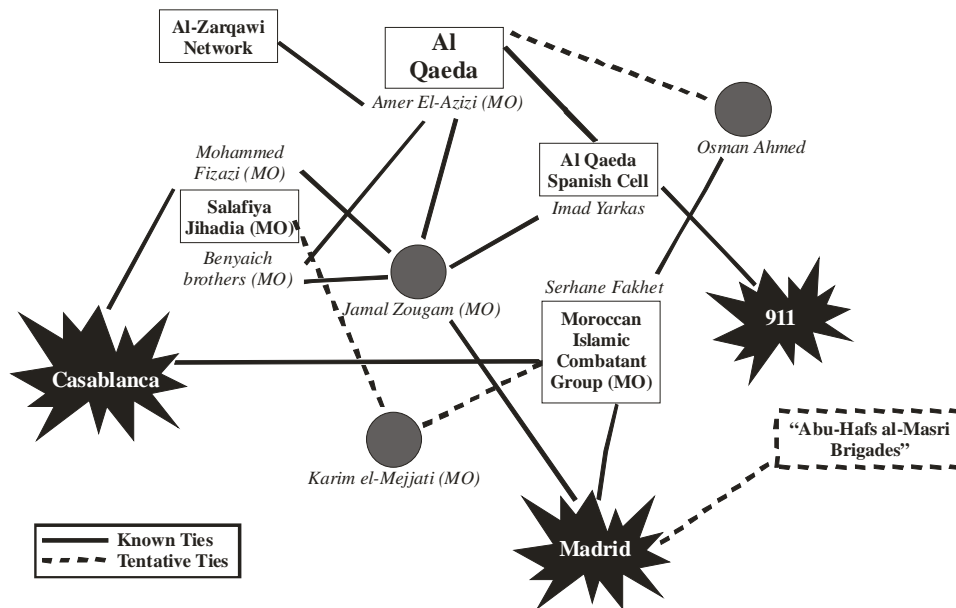 Al-Zarqawi
Network
Al
Qaeda
Amer El-Azizi (MO)
Osman Ahmed
Mohammed
Fizazi (MO)
Al Qaeda
Spanish Cell
Imad Yarkas
Salafiya
Jihadia (MO)
Benyaich
brothers (MO)
Jamal Zougam (MO)
Serhane Fakhet
Moroccan
Islamic
Combatant
Group (MO)
911
Casablanca
“Abu-Hafs al-Masri
Brigades”
Karim el-Mejjati (MO)
Madrid
Known Ties
Tentative Ties